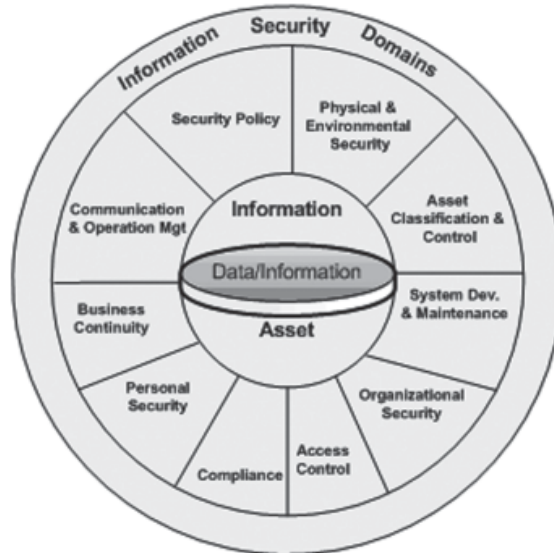 Information Security Domains
Security Policy
Physical &
Environmental
Security
Communication
& Operation Mgt
Information
Asset
Classification &
Control
Data/Information
Business
Continuity
Asset
System Dev.
& Maintenance
Personal
Security
Organizational
Security
Compliance
Access
Control